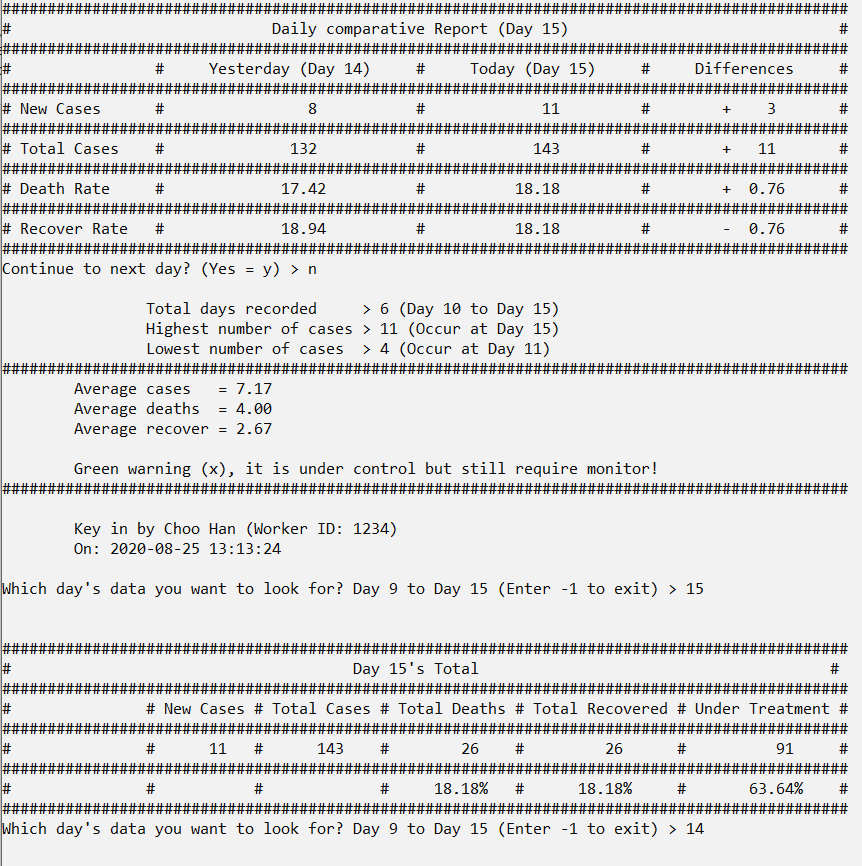 ##############################################################################################
#                             Daily comparative Report (Day 15)                              #
##############################################################################################
#                #     Yesterday (Day 14)     #     Today (Day 15)     #     Differences     #
##############################################################################################
# New Cases      #                8           #             11         #        +    3       #
##############################################################################################
# Total Cases    #              132           #            143         #        +   11       #
##############################################################################################
# Death Rate     #             17.42          #          18.18         #        +  0.76      #
##############################################################################################
# Recover Rate   #             18.94          #          18.18         #        -  0.76      #
##############################################################################################
Continue to next day? (Yes = y) > n
                Total days recorded     > 6 (Day 10 to Day 15)
                Highest number of cases > 11 (Occur at Day 15)
                Lowest number of cases  > 4 (Occur at Day 11)
##############################################################################################
        Average cases   = 7.17
        Average deaths  = 4.00
        Average recover = 2.67
        Green warning (x), it is under control but still require monitor!
##############################################################################################
        Key in by Choo Han (Worker ID: 1234)
        On: 2020-08-25 13:13:24
Which day's data you want to look for? Day 9 to Day 15 (Enter -1 to exit) > 15
##############################################################################################
#                                      Day 15's Total                                       #
##############################################################################################
#               # New Cases # Total Cases # Total Deaths # Total Recovered # Under Treatment #
##############################################################################################
#               #      11   #      143    #        26    #         26      #          91     #
##############################################################################################
#               #           #             #     18.18%   #      18.18%     #       63.64%    #
##############################################################################################
Which day's data you want to look for? Day 9 to Day 15 (Enter -1 to exit) > 14